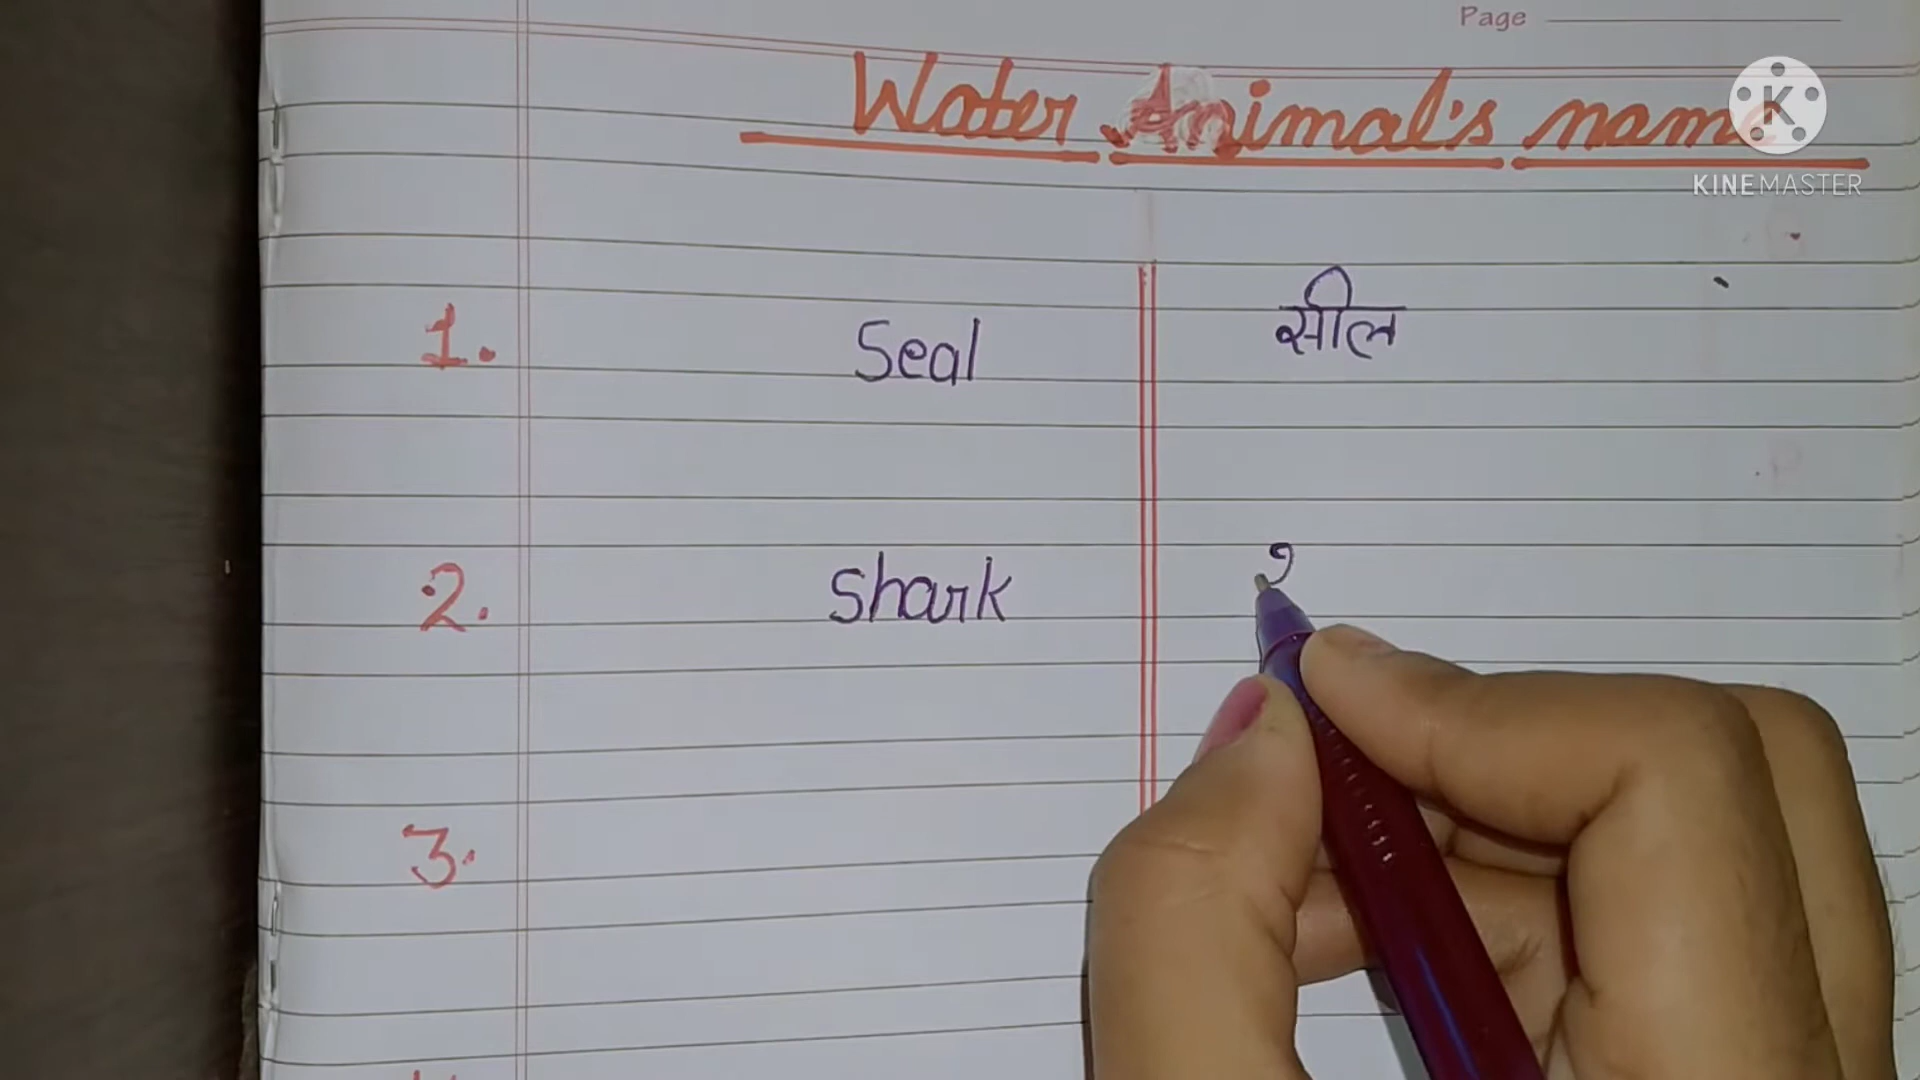 Page
Water Animal's name
KINEMASTER
1. Seal सील
2. Shark
3.